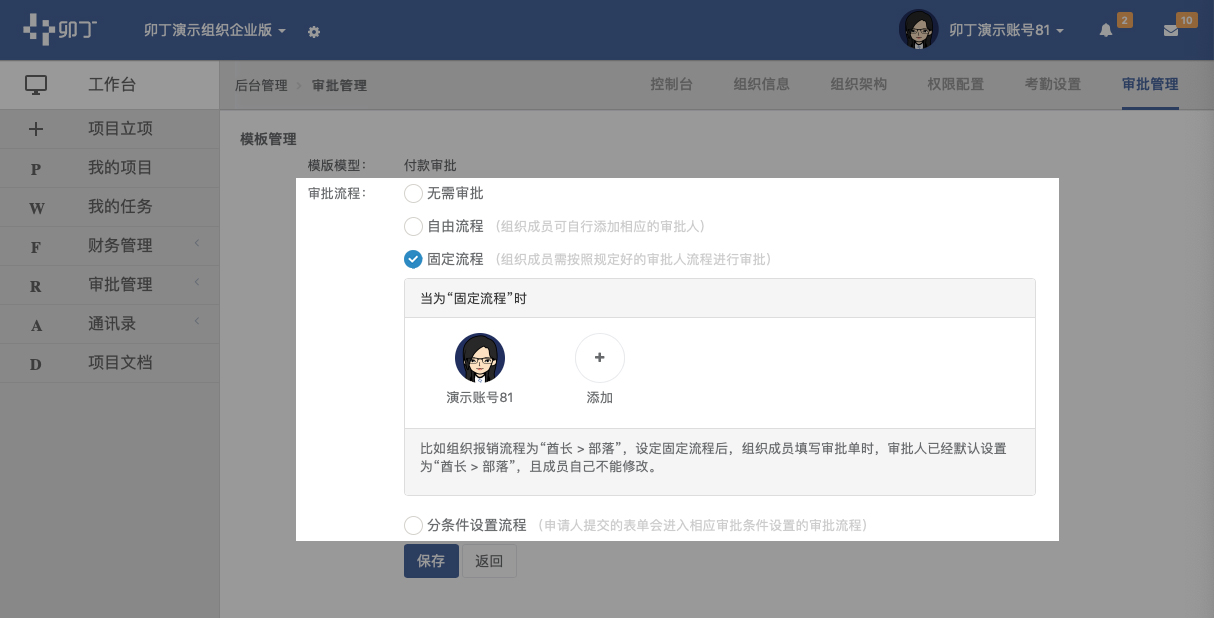 卯丁
卯丁演示组织企业版
卯丁演示账号81
2
10
工作台
后台管理
审批管理
控制台
组织信息
组织架构
权限配置
考勤设置
审批管理
项目立项
P 我的项目
W 我的任务
F 财务管理
R 审批管理
A 通讯录
D 项目文档
模板管理
模版模型: 付款审批
审批流程: 无需审批
自由流程 (组织成员可自行添加相应的审批人)
固定流程 (组织成员需按照规定好的审批人流程进行审批)
当为“固定流程”时
演示账号81
添加
比如组织报销流程为“酋长 > 部落”，设定固定流程后，组织成员填写审批单时，审批人已经默认设置
为“酋长 > 部落”，且成员自己不能修改。
分条件设置流程 (申请人提交的表单会进入相应审批条件设置的审批流程)
保存
返回